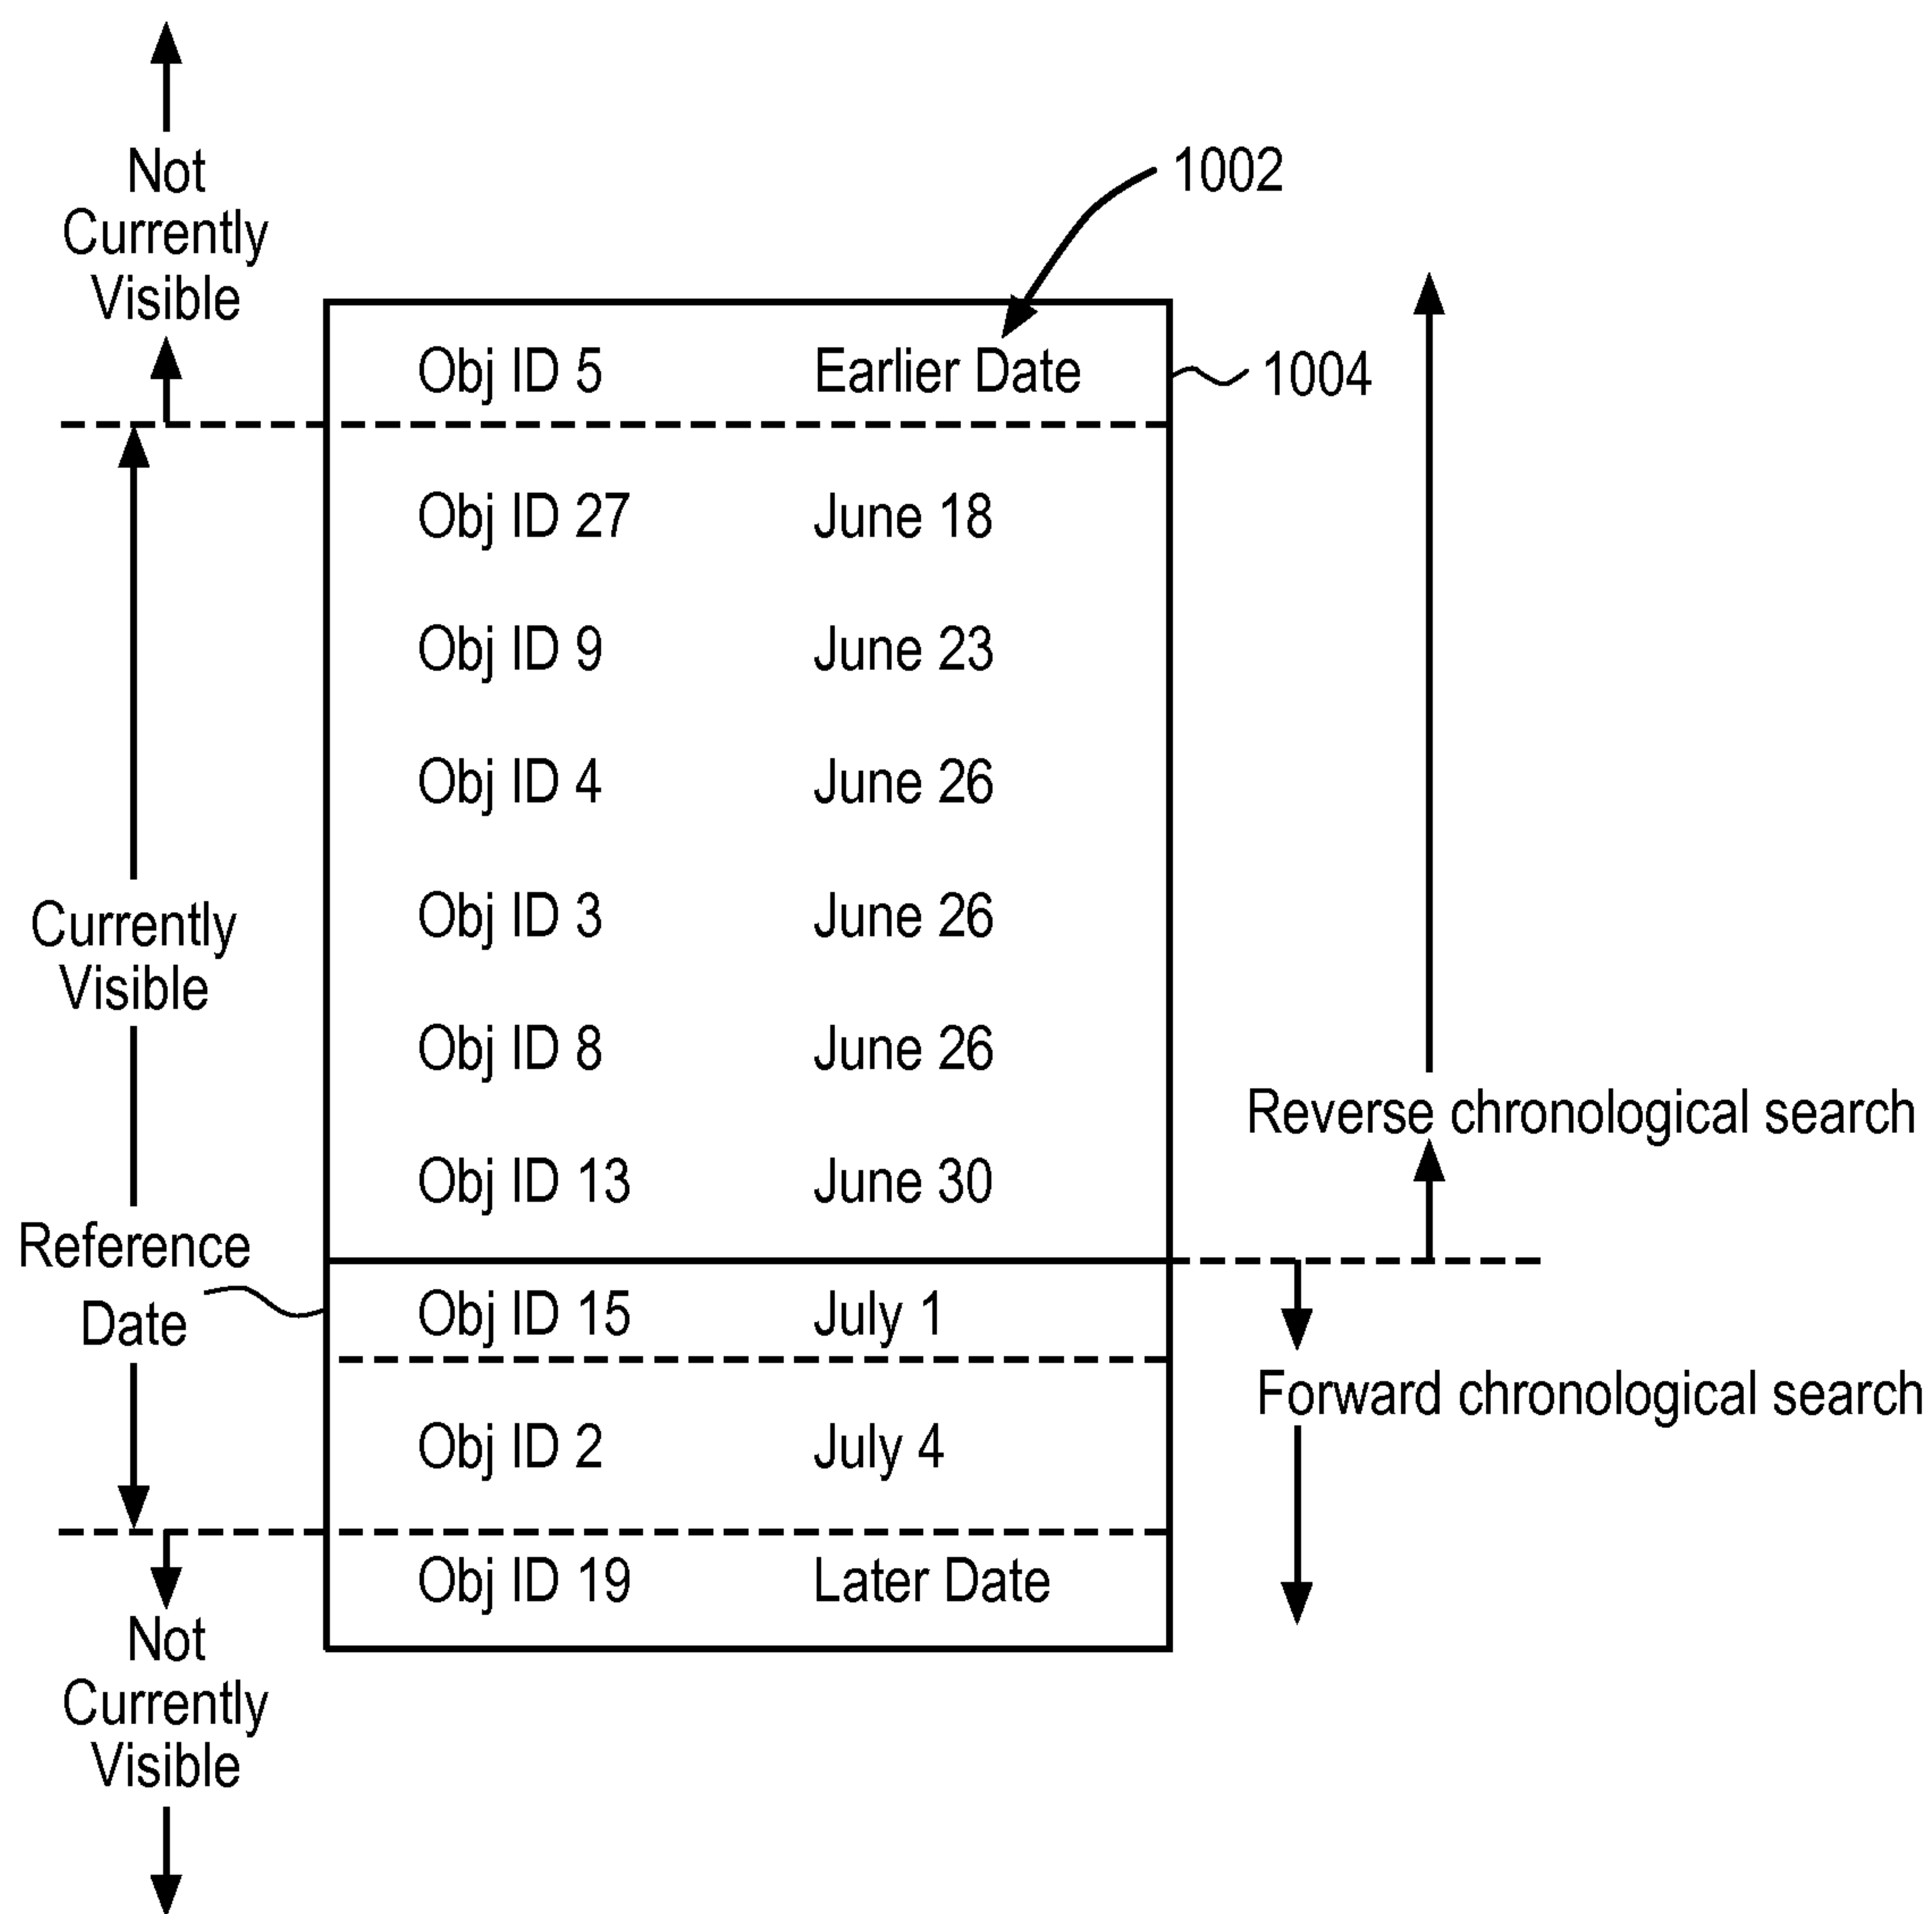 Not
Currently
Visible
1002
Obj ID 5 Earlier Date
1004
Obj ID 27 June 18
Obj ID 9 June 23
Obj ID 4 June 26
Currently
Visible
Obj ID 3 June 26
Obj ID 8 June 26
Reverse chronological search
Obj ID 13 June 30
Reference
Date
Obj ID 15 July 1
Forward chronological search
Obj ID 2 July 4
Obj ID 19 Later Date
Not
Currently
Visible